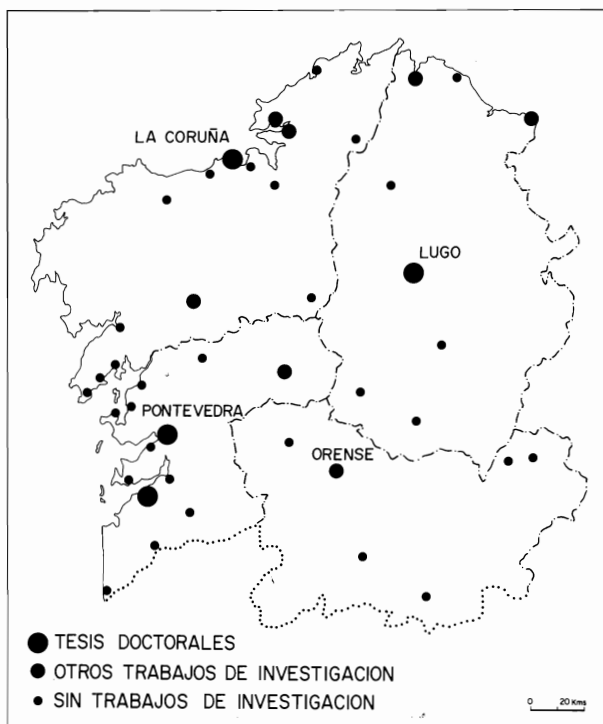 LA CORUÑA
LUGO
PONTEVEDRA
ORENSE
TESIS DOCTORALES
OTROS TRABAJOS DE INVESTIGACION
SIN TRABAJOS DE INVESTIGACION
0 20 Kms